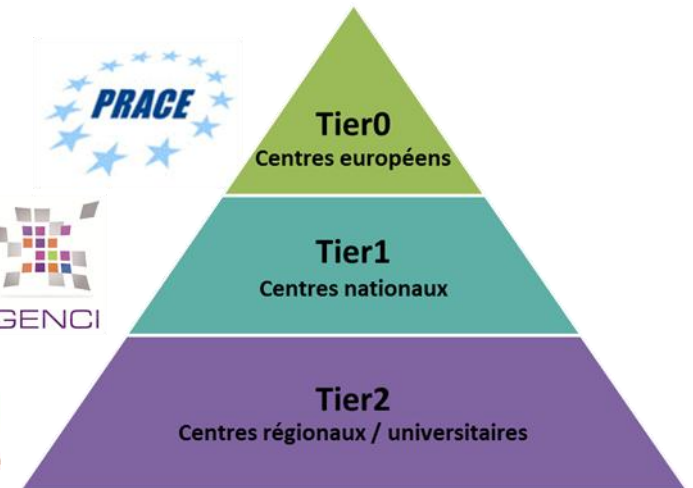 PRACE
Tier0
Centres européens
GENCI
Tier1
Centres nationaux
Tier2
Centres régionaux / universitaires